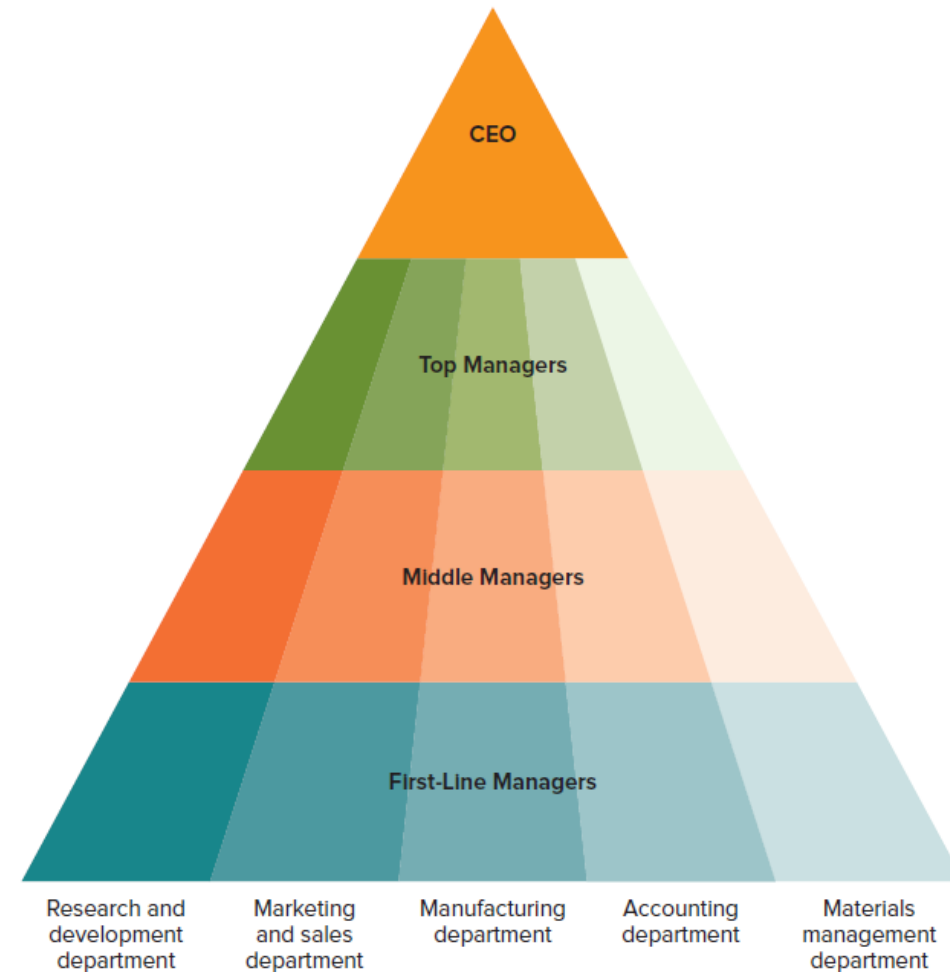 CEO
Top Managers
Middle Managers
First-Line Managers
Research and
development
department
Marketing
and sales
department
Manufacturing
department
Accounting
department
Materials
management
department